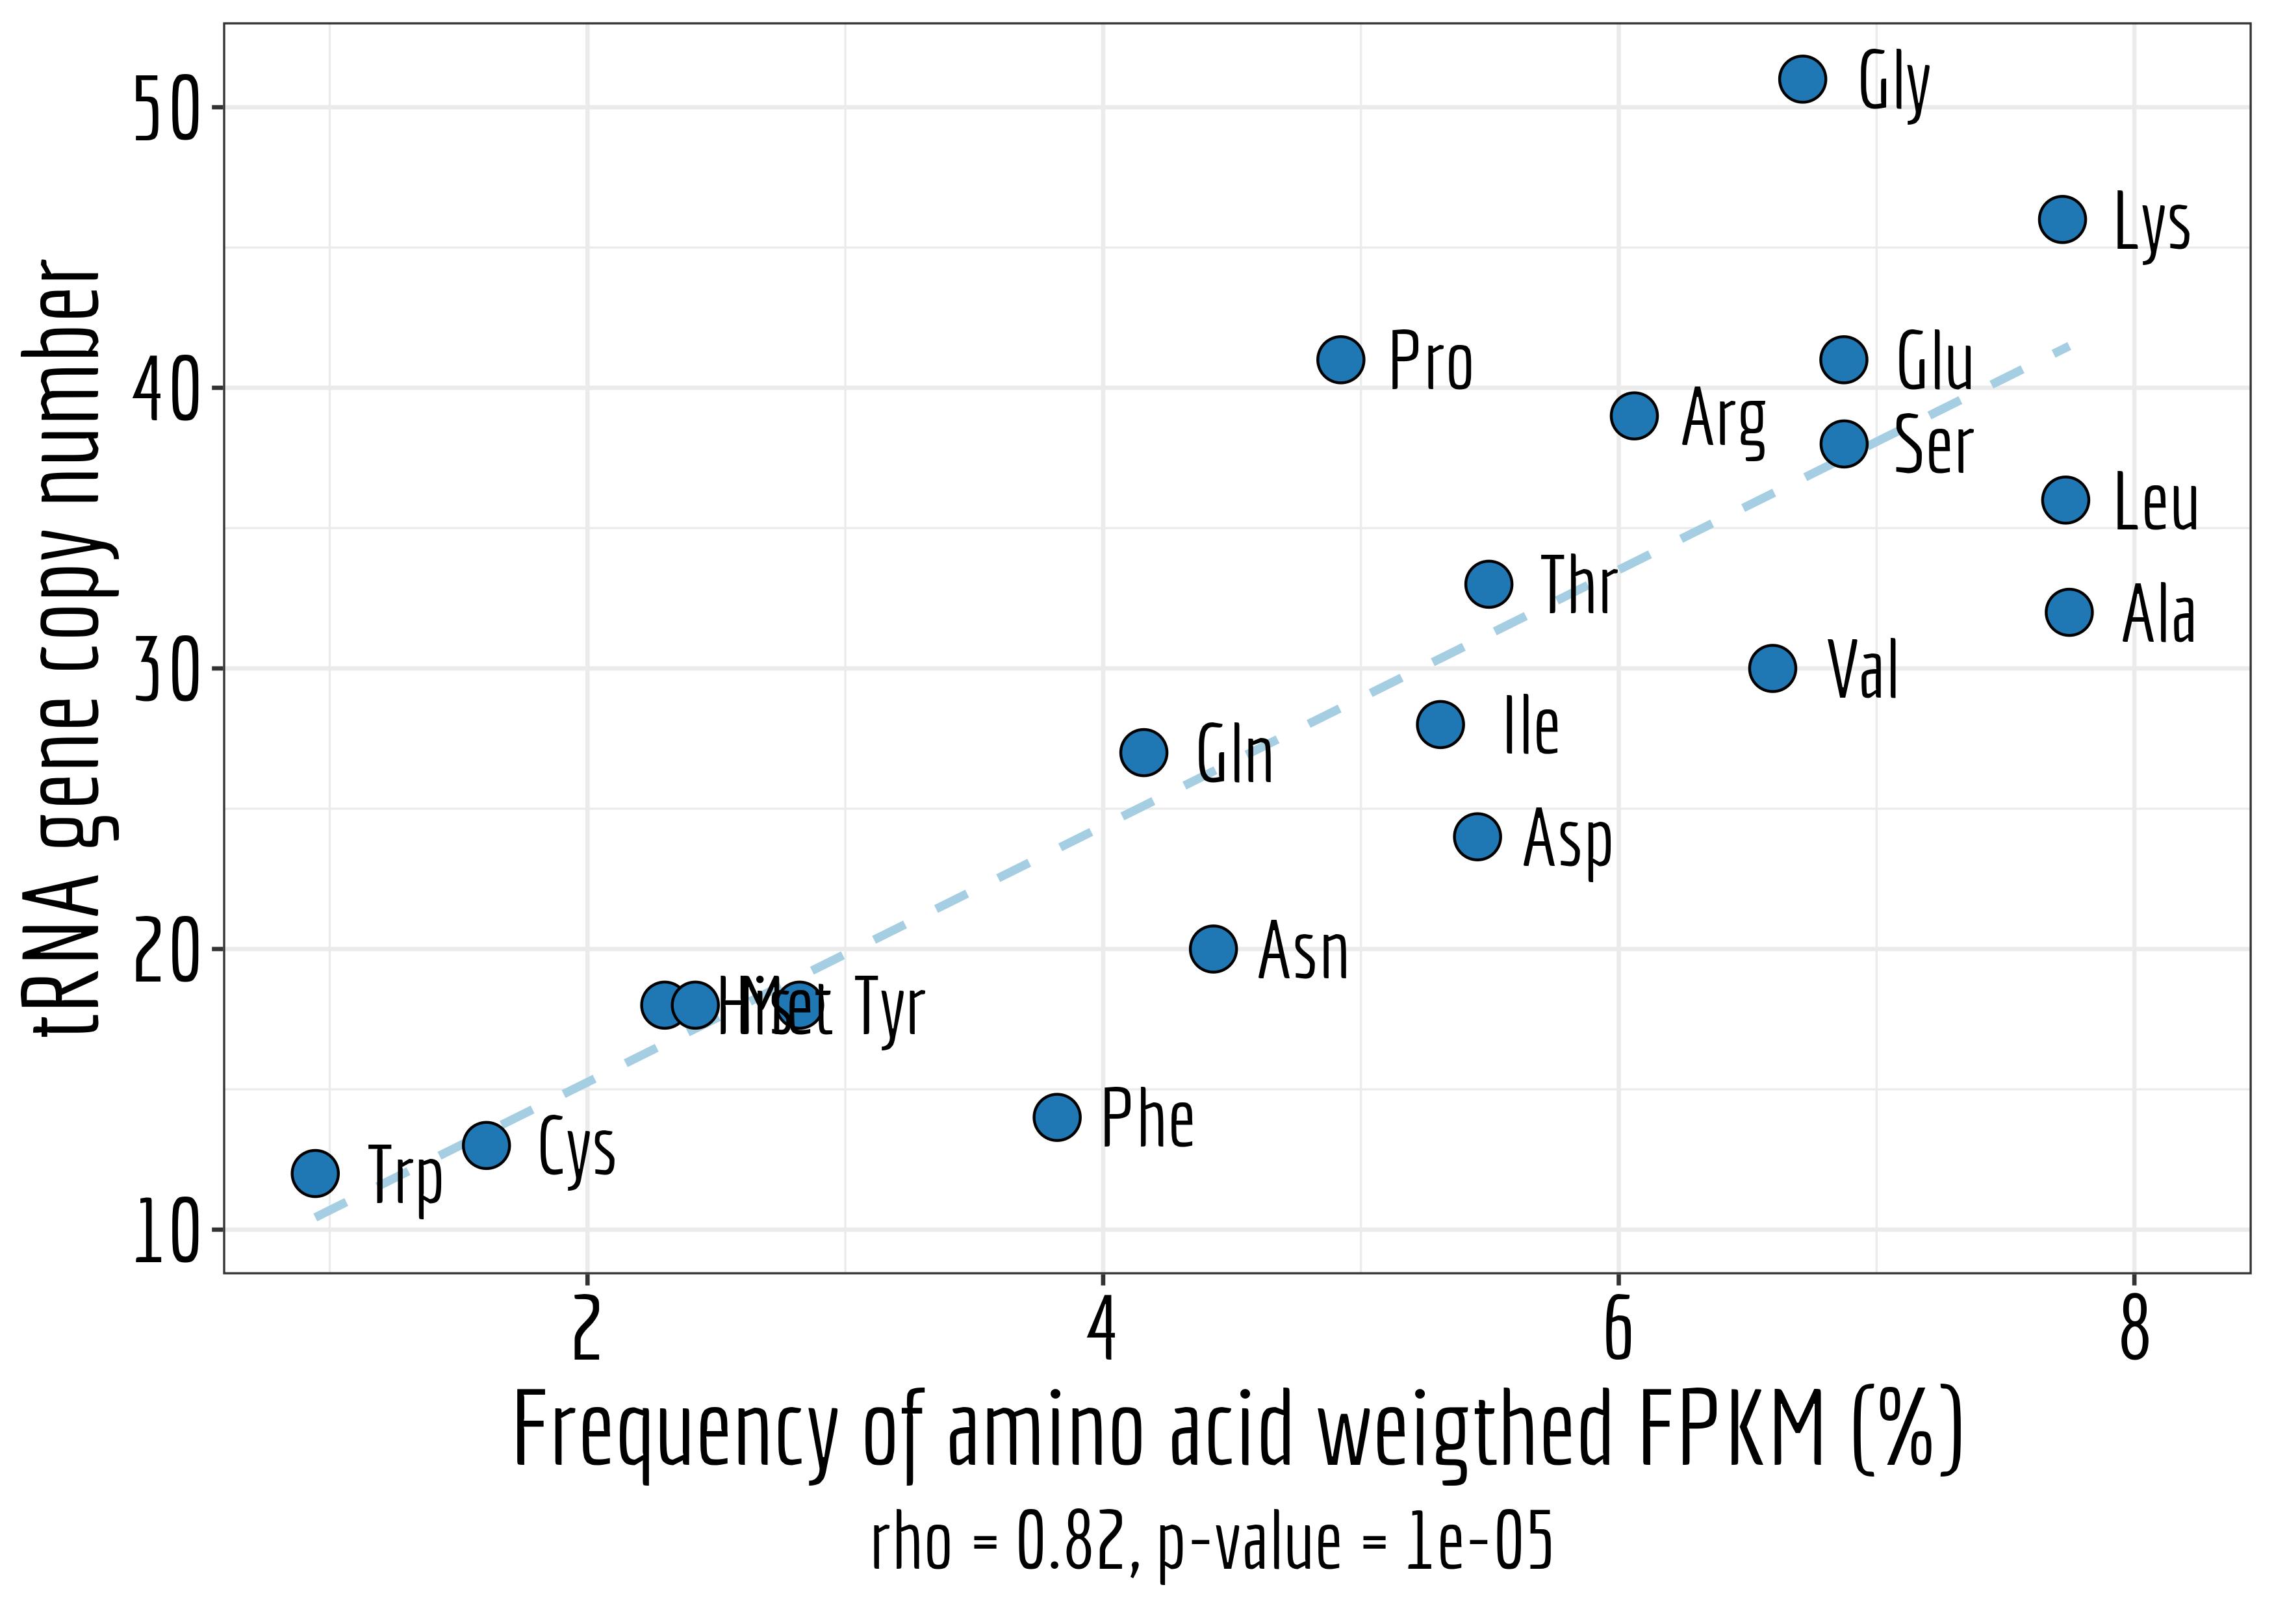 50
40
30
20
10
tRNA gene copy number
Gly
Lys
Pro
Glu
Arg
Ser
Leu
Thr
Ala
Val
Ile
Gln
Asp
Asn
His
Met
Tyr
Phe
Cys
Trp
2 4 6 8
Frequency of amino acid weigthed FPKM (%)
rho = 0.82, p-value = 1e-05